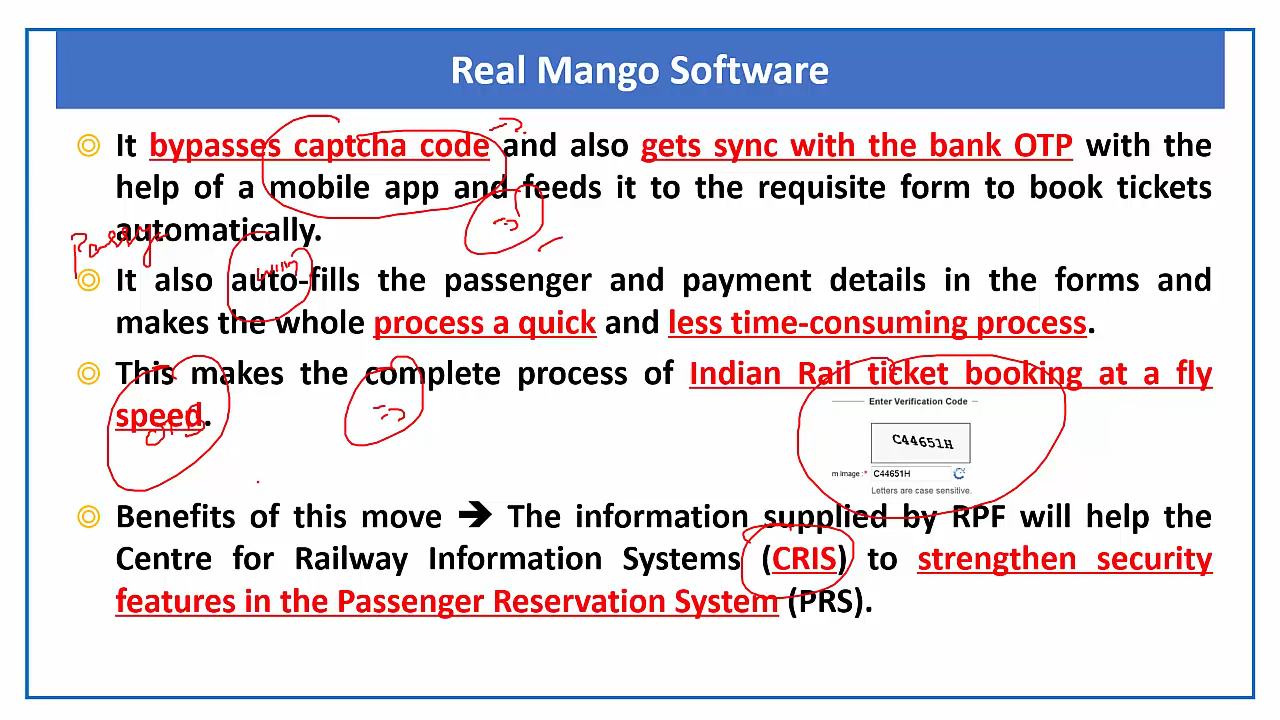 Real Mango Software
It bypasses captcha code and also gets sync with the bank OTP with the
help of a mobile app and feeds it to the requisite form to book tickets
automatically.
It also auto-fills the passenger and payment details in the forms and
makes the whole process a quick and less time-consuming process.
This makes the complete process of Indian Rail ticket booking at a fly
speed.
Enter Verification Code
C44651H
m Image :* C44651H
Letters are case sensitive.
Benefits of this move ➔ The information supplied by RPF will help the
Centre for Railway Information Systems (CRIS) to strengthen security
features in the Passenger Reservation System (PRS).